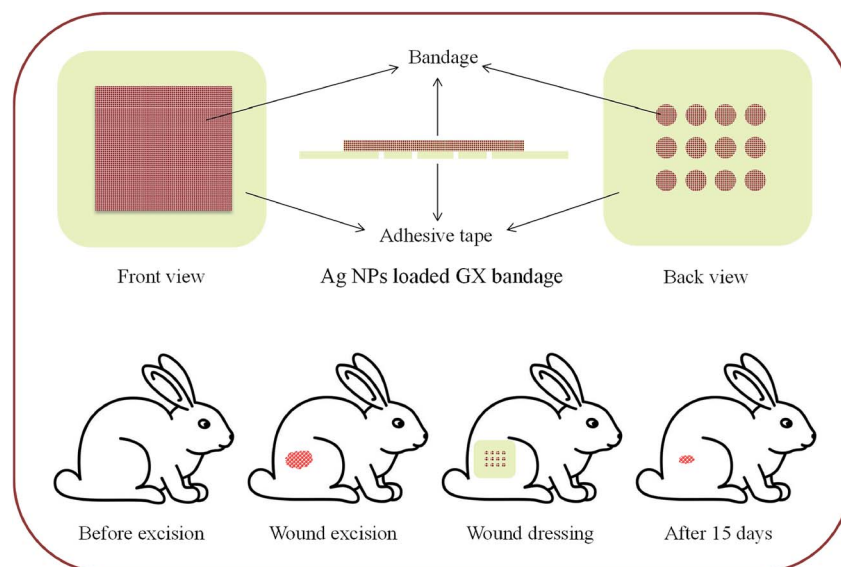 Bandage
Adhesive tape
Front view
Ag NPs loaded GX bandage
Back view
Before excision
Wound excision
Wound dressing
After 15 days